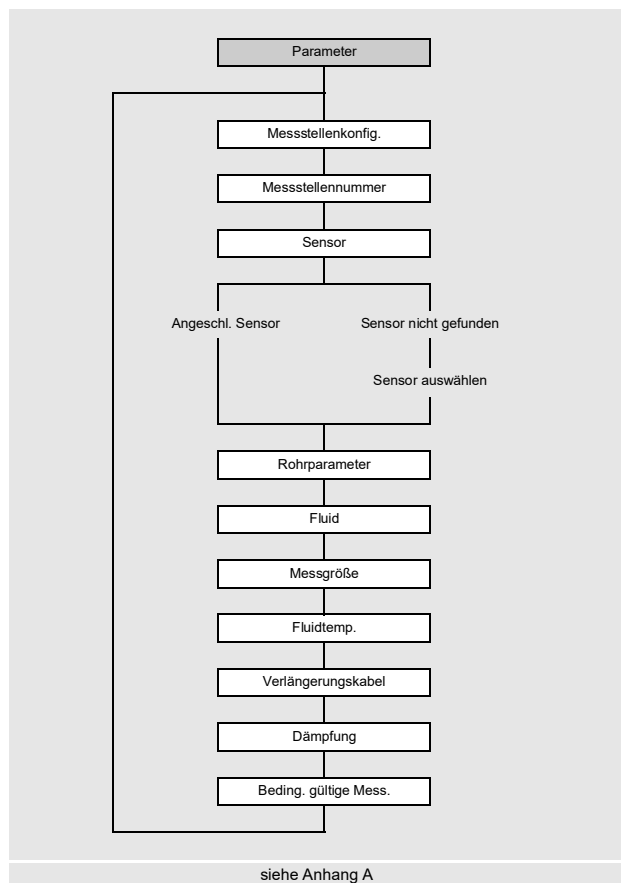 Parameter
Messstellenkonfig.
Messstellennummer
Sensor
Angeschl. Sensor
Sensor nicht gefunden
Sensor auswählen
Rohrparameter
Fluid
Messgröße
Fluidtemp.
Verlängerungskabel
Dämpfung
Beding. gültige Mess.
siehe Anhang A